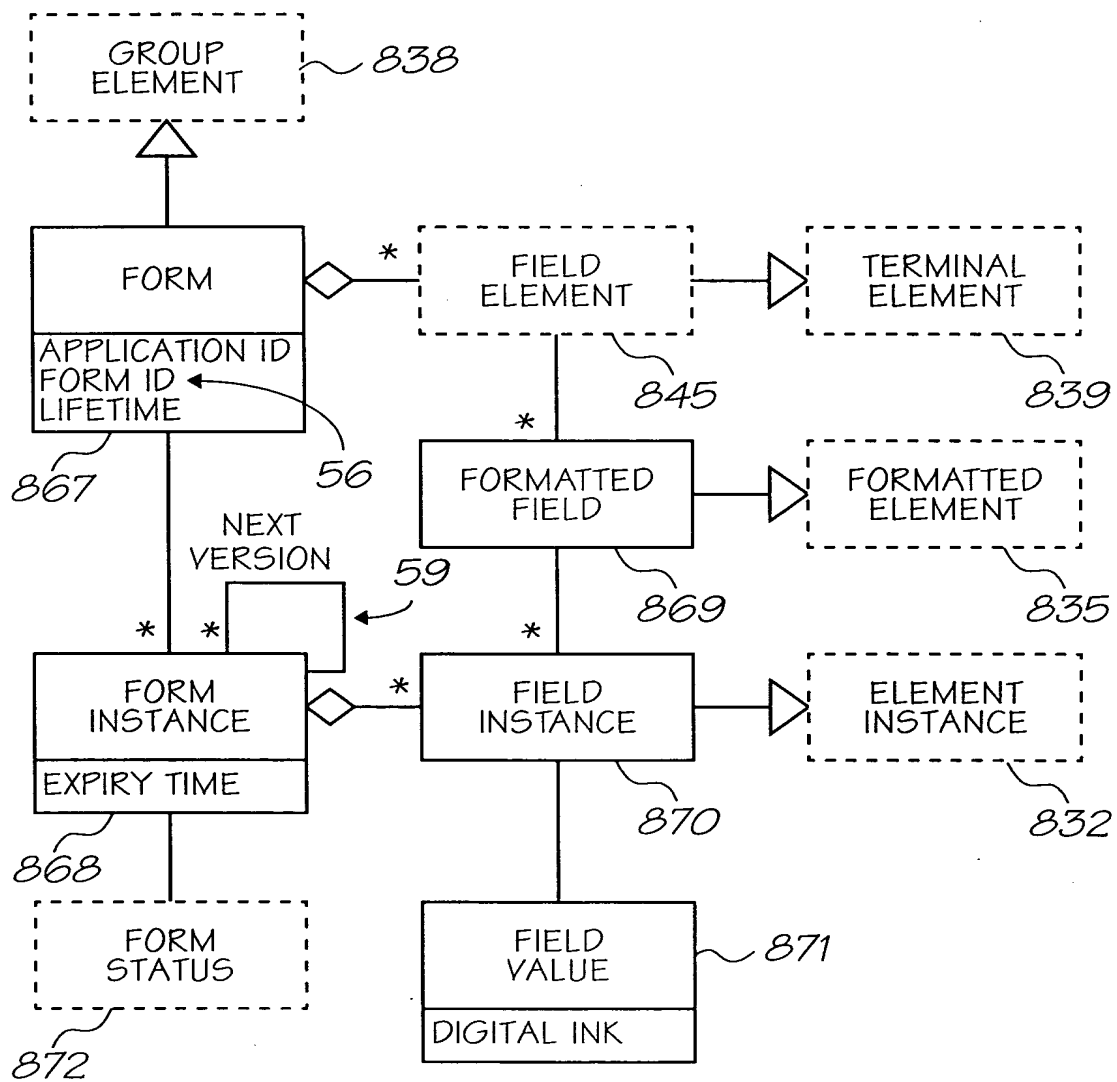 GROUP
ELEMENT
838
FORM
*
FIELD
ELEMENT
TERMINAL
ELEMENT
APPLICATION ID
FORM ID
LIFETIME
845
839
867
56
*
FORMATTED
FIELD
FORMATTED
ELEMENT
NEXT
VERSION
59
869
835
*
*
*
FORM
INSTANCE
*
FIELD
INSTANCE
ELEMENT
INSTANCE
EXPIRY TIME
868
870
832
FORM
STATUS
FIELD
VALUE
871
872
DIGITAL INK